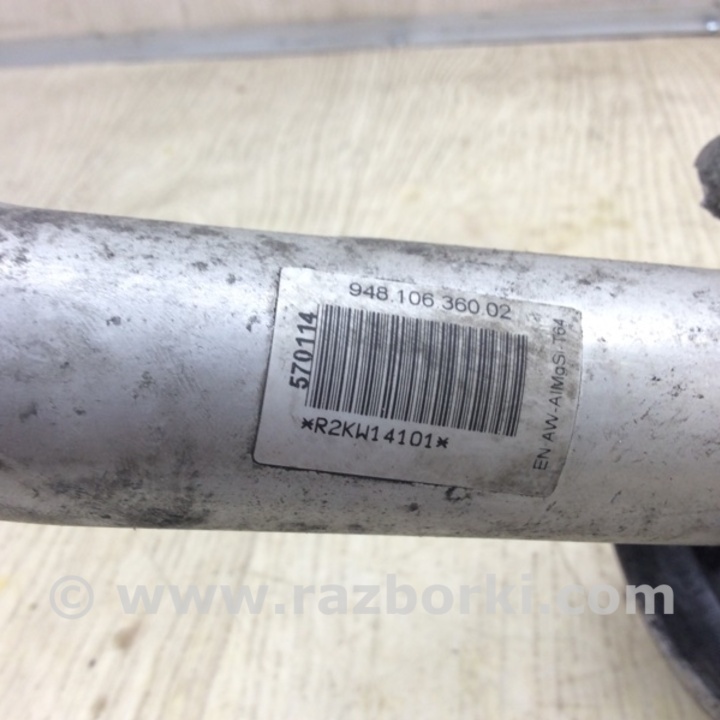 948.106.360.02
570114
*R2KW14101*
EN AW-AlMgSi-T64
© www.razborki.com